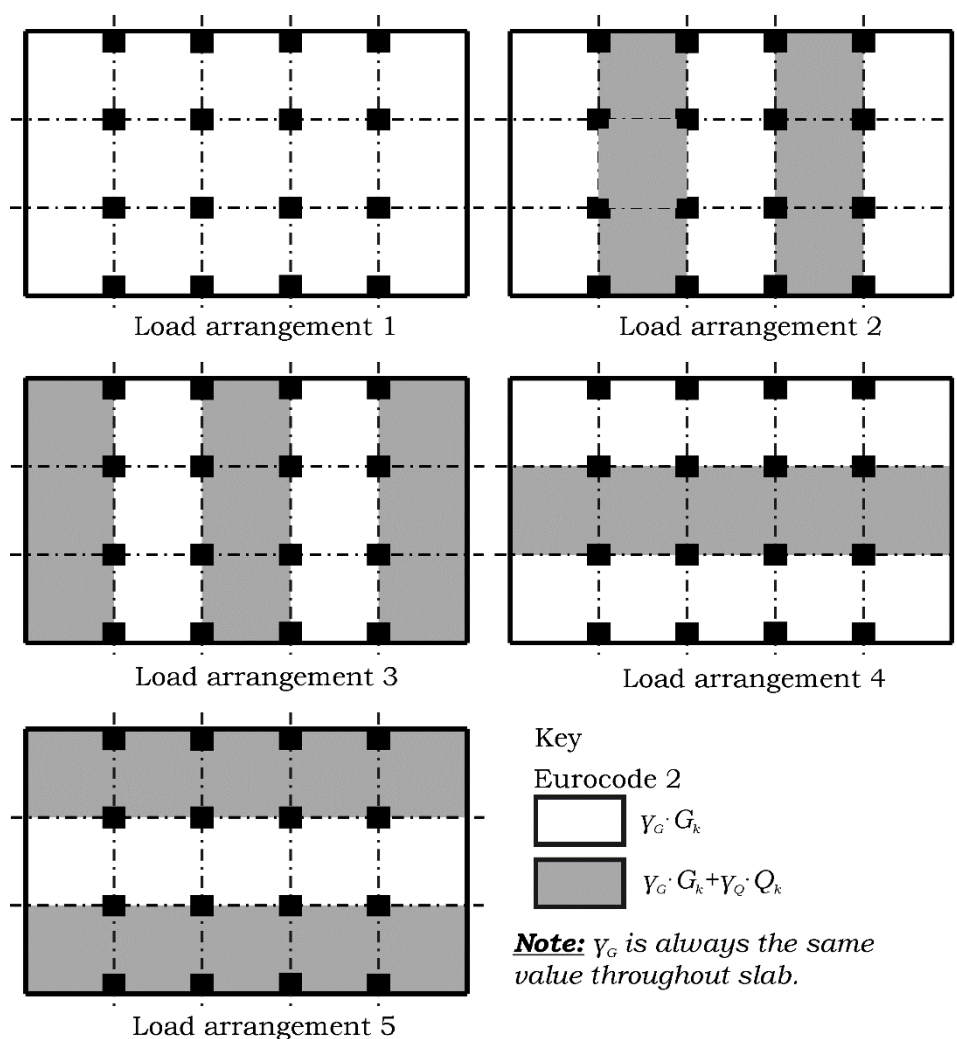 Load arrangement 1
Load arrangement 2
Load arrangement 3
Load arrangement 4
Load arrangement 5
Key
Eurocode 2
γG· Gk
γG· Gk+γQ· Qk
Note: γG is always the same
value throughout slab.